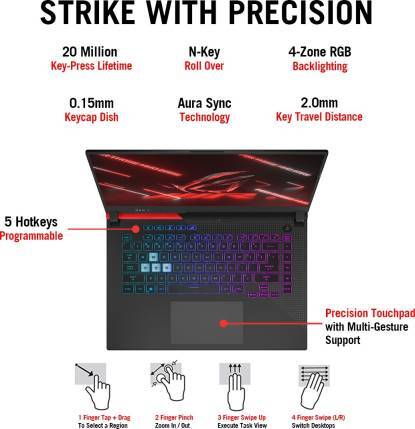 STRIKE WITH PRECISION
20 Million
Key-Press Lifetime
N-Key
Roll Over
4-Zone RGB
Backlighting
0.15mm
Keycap Dish
Aura Sync
Technology
2.0mm
Key Travel Distance
5 Hotkeys
Programmable
Precision Touchpad
with Multi-Gesture
Support
1 Finger Tap + Drag
To Select a Region
2 Finger Pinch
Zoom In / Out
3 Finger Swipe Up
Execute Task View
4 Finger Swipe (L/R)
Switch Desktops